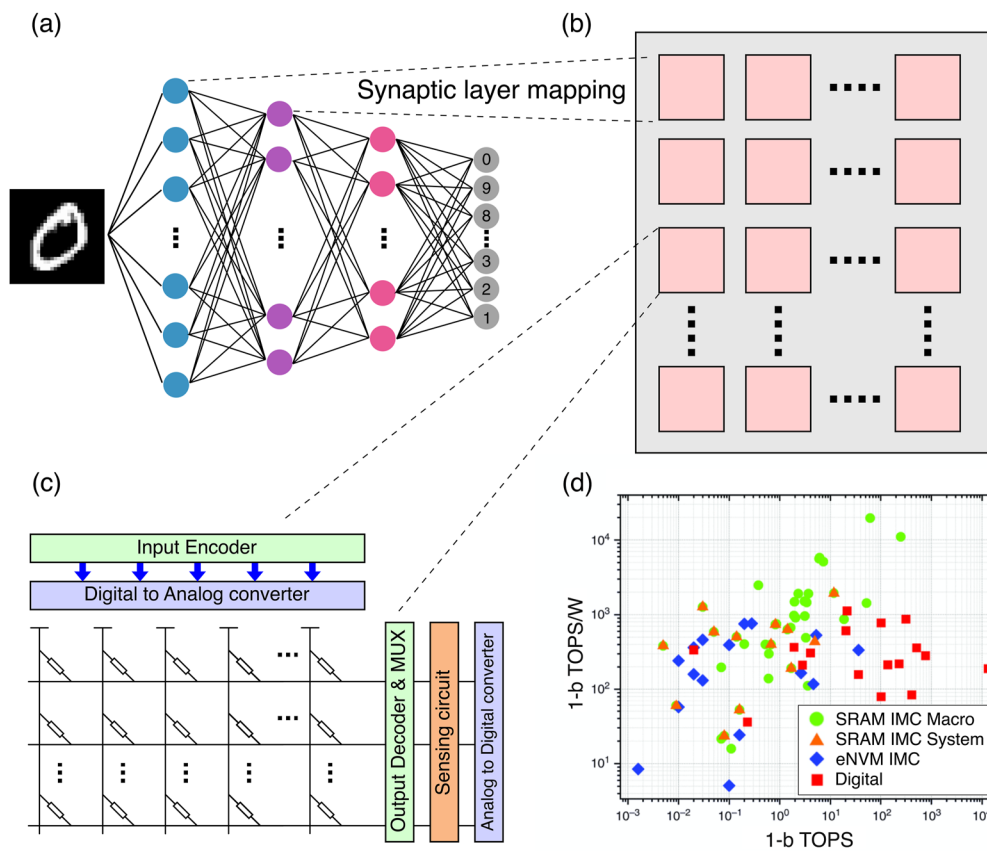 (a)
Synaptic layer mapping
0
9
8
3
2
1
(b)
(c)
Input Encoder
Digital to Analog converter
Output Decoder & MUX
Sensing circuit
Analog to Digital converter
(d)
1-b TOPS/W
10⁴
10³
10²
10¹
SRAM IMC Macro
SRAM IMC System
eNVM IMC
Digital
10⁻³ 10⁻² 10⁻¹ 10⁰ 10¹ 10² 10³ 10⁴
1-b TOPS